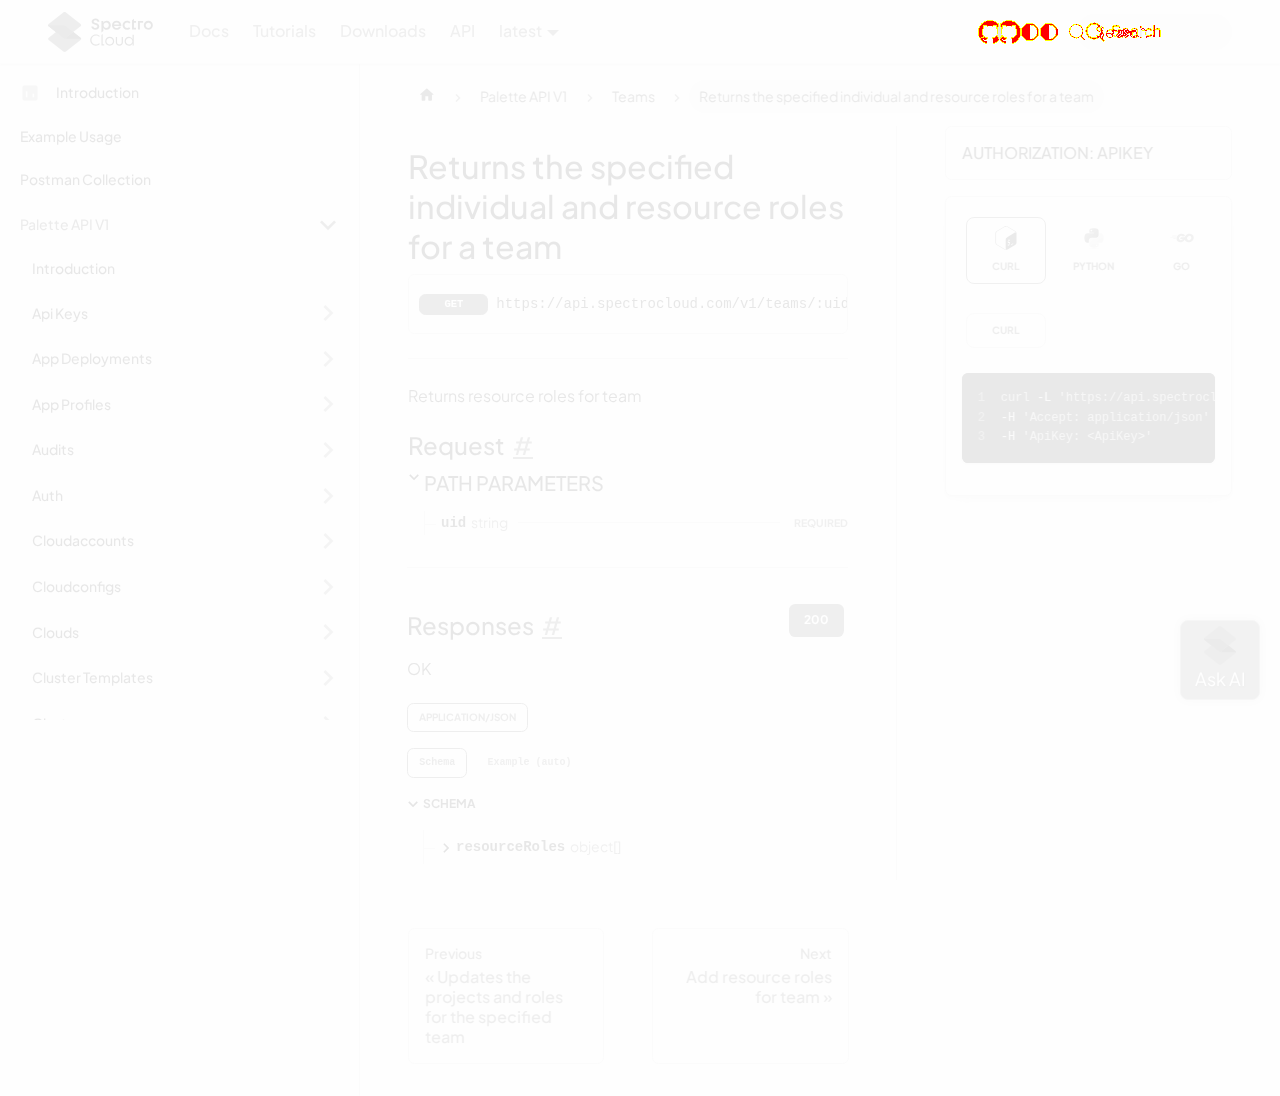 Spectro Cloud
Docs
Tutorials
Downloads
API
latest
Introduction
Example Usage
Postman Collection
Palette API V1
Introduction
Api Keys
App Deployments
App Profiles
Audits
Auth
Cloudaccounts
Cloudconfigs
Clouds
Cluster Templates
Palette API V1
Teams
Returns the specified individual and resource roles for a team
Returns the specified
individual and resource roles
for a team
GET https://api.spectrocloud.com/v1/teams/:uid
Returns resource roles for team
Request #
PATH PARAMETERS
uid string REQUIRED
Responses #
200
OK
APPLICATION/JSON
Schema
Example (auto)
SCHEMA
resourceRoles object[]
Previous
« Updates the
projects and roles
for the specified
team
Next
Add resource roles
for team »
AUTHORIZATION: APIKEY
CURL
PYTHON
GO
GO
CURL
1 curl -L 'https://api.spectrocl
2 -H 'Accept: application/json'
3 -H 'ApiKey: <ApiKey>'
Ask AI